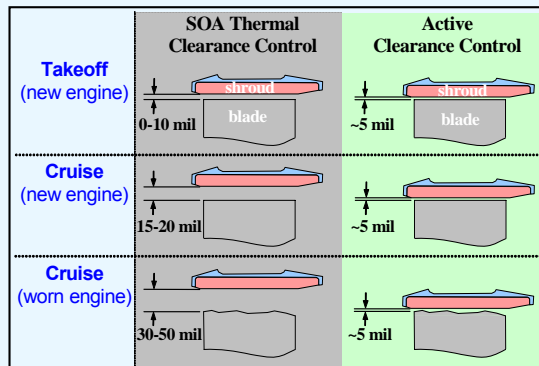 SOA Thermal
Clearance Control
Active
Clearance Control
Takeoff
(new engine)
shroud
blade
0-10 mil
shroud
blade
~5 mil
Cruise
(new engine)
15-20 mil
~5 mil
Cruise
(worn engine)
30-50 mil
~5 mil